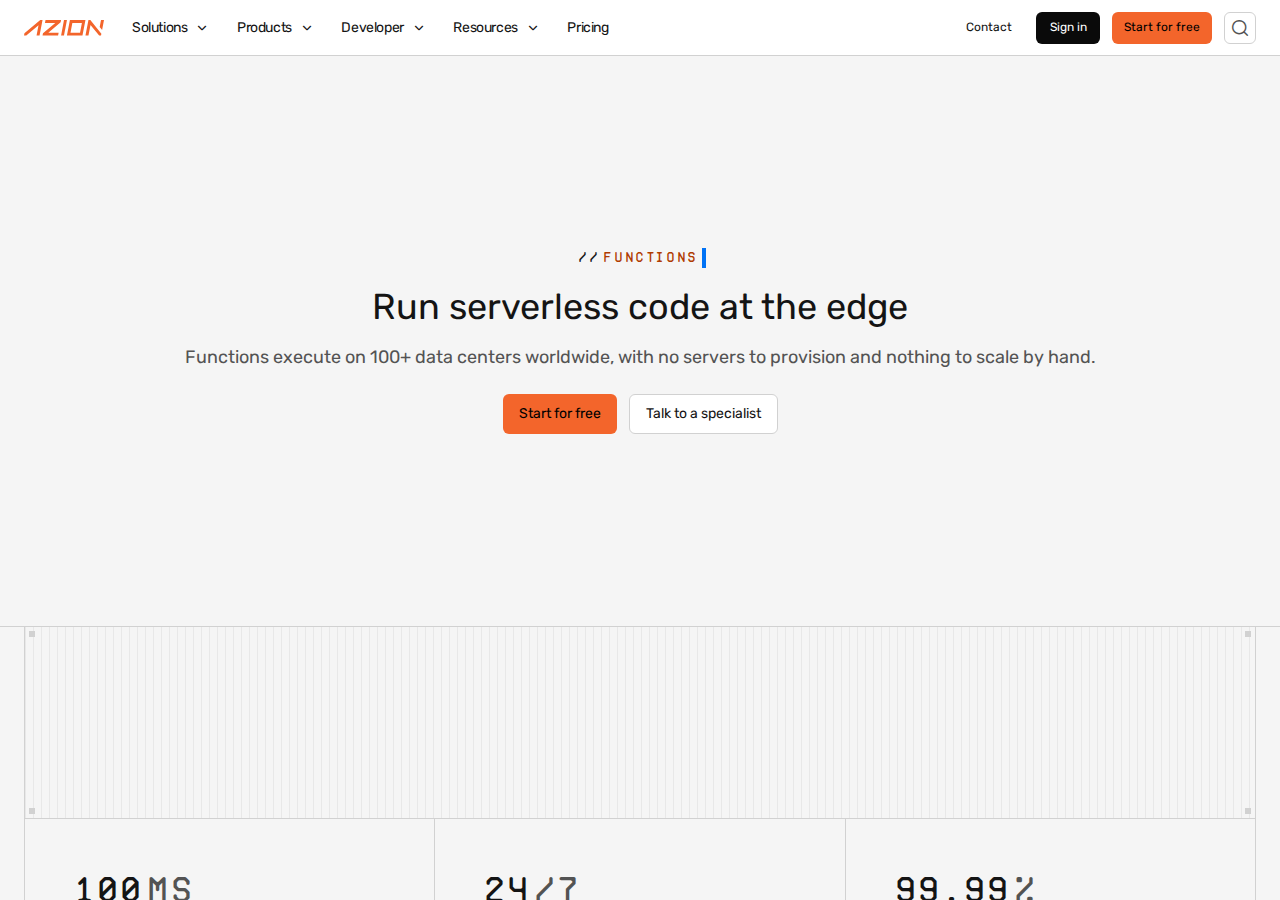 AZION Solutions Products Developer Resources Pricing Contact Sign in Start for free
// FUNCTIONS
Run serverless code at the edge
Functions execute on 100+ data centers worldwide, with no servers to provision and nothing to scale by hand.
Start for free Talk to a specialist
100MS 24/7 99.99%